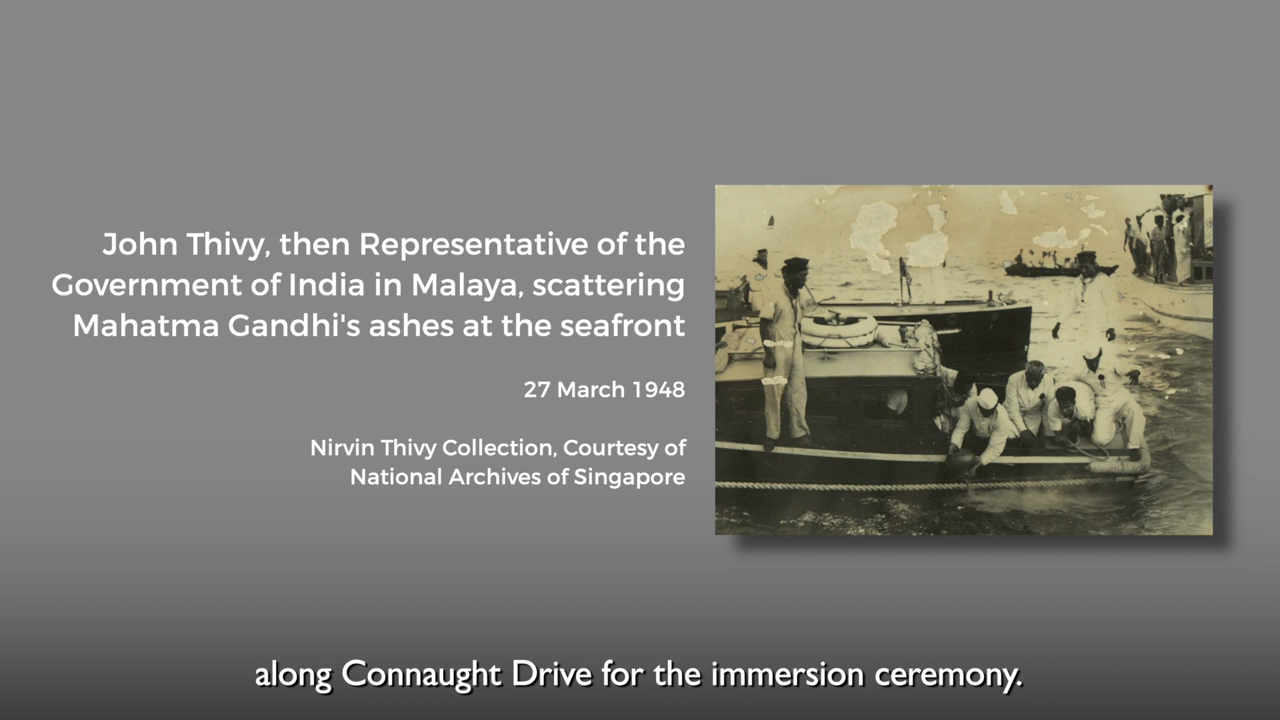 John Thivy, then Representative of the
Government of India in Malaya, scattering
Mahatma Gandhi's ashes at the seafront
27 March 1948
Nirvin Thivy Collection, Courtesy of
National Archives of Singapore
along Connaught Drive for the immersion ceremony.